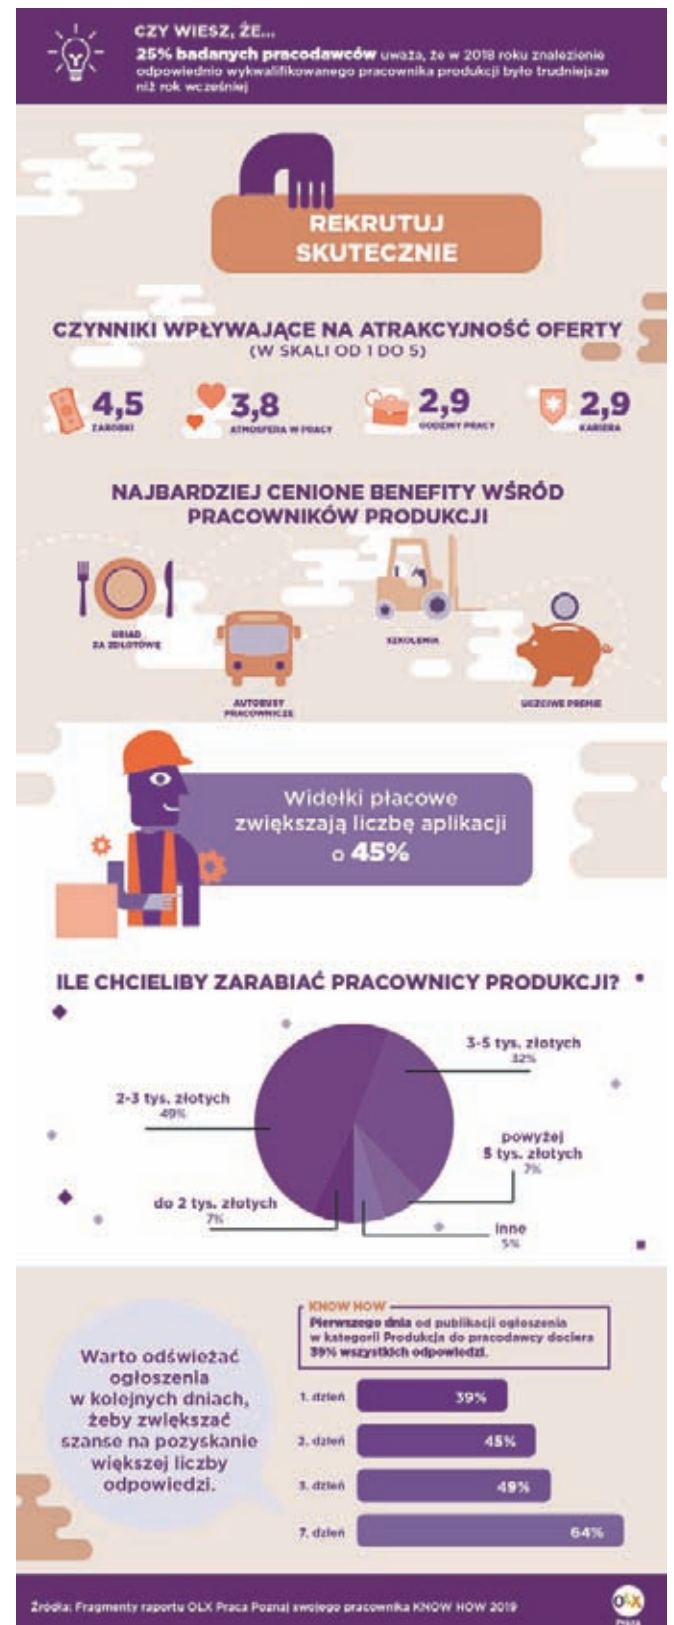 CZY WIESZ, ŻE...
25% badanych pracodawców uważa, że w 2018 roku znalezienie
odpowiednio wykwalifikowanego pracownika produkcji było trudniejsze
niż rok wcześniej
REKRUTUJ
SKUTECZNIE
CZYNNIKI WPŁYWAJĄCE NA ATRAKCYJNOŚĆ OFERTY
(W SKALI OD 1 DO 5)
4,5
ZAROBKI
3,8
ATMOSFERA W PRACY
2,9
GODZINY PRACY
2,9
KARIERA
NAJBARDZIEJ CENIONE BENEFITY WŚRÓD
PRACOWNIKÓW PRODUKCJI
OBIAD
ZA ZŁOTÓWKĘ
AUTOBUSY
PRACOWNICZE
SZKOLENIA
UCZCIWE PREMIE
Widełki płacowe
zwiększają liczbę aplikacji
o 45%
ILE CHCIELIBY ZARABIAĆ PRACOWNICY PRODUKCJI?
3-5 tys. złotych
32%
2-3 tys. złotych
49%
powyżej
5 tys. złotych
7%
do 2 tys. złotych
7%
inne
5%
KNOW HOW
Pierwszego dnia od publikacji ogłoszenia
w kategorii Produkcja do pracodawcy dociera
39% wszystkich odpowiedzi.
Warto odświeżać
ogłoszenia
w kolejnych dniach,
żeby zwiększać
szanse na pozyskanie
większej liczby
odpowiedzi.
1. dzień 39%
2. dzień 45%
3. dzień 49%
7. dzień 64%
Źródła: Fragmenty raportu OLX Praca Poznaj swojego pracownika KNOW HOW 2019
OLX
Praca